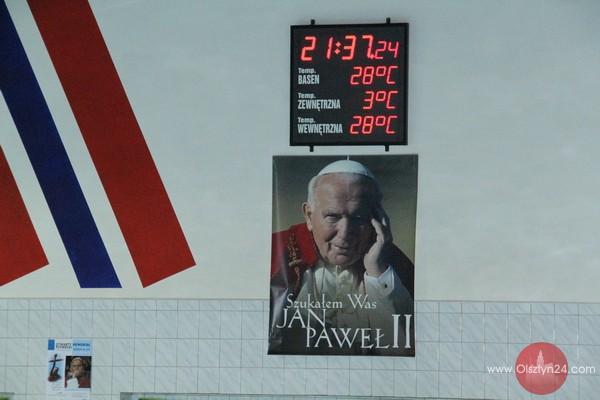 21:37.24
Temp.
BASEN 28°C
Temp.
ZEWNĘTRZNA 3°C
Temp.
WEWNĘTRZNA 28°C
Szukałem Was
JAN
PAWEŁ II
www.Olsztyn24.com